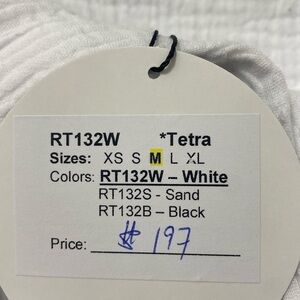 RT132W *Tetra
Sizes: XS S M L XL
Colors: RT132W – White
RT132S - Sand
RT132B – Black
Price: $ 197